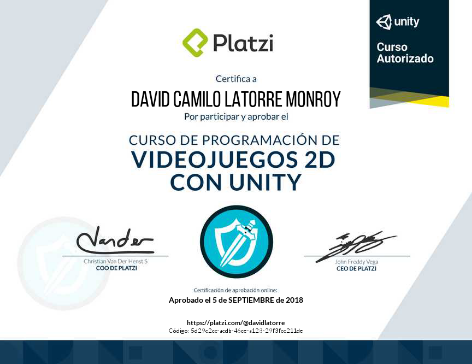 Platzi
unity
Curso
Autorizado
Certifica a
DAVID CAMILO LATORRE MONROY
Por participar y aprobar el
CURSO DE PROGRAMACIÓN DE
VIDEOJUEGOS 2D
CON UNITY
Christian Van Der Henst S
COO DE PLATZI
John Freddy Vega
CEO DE PLATZI
Certificación de aprobación online:
Aprobado el 5 de SEPTIEMBRE de 2018
https://platzi.com/@davidlatorre
Código: